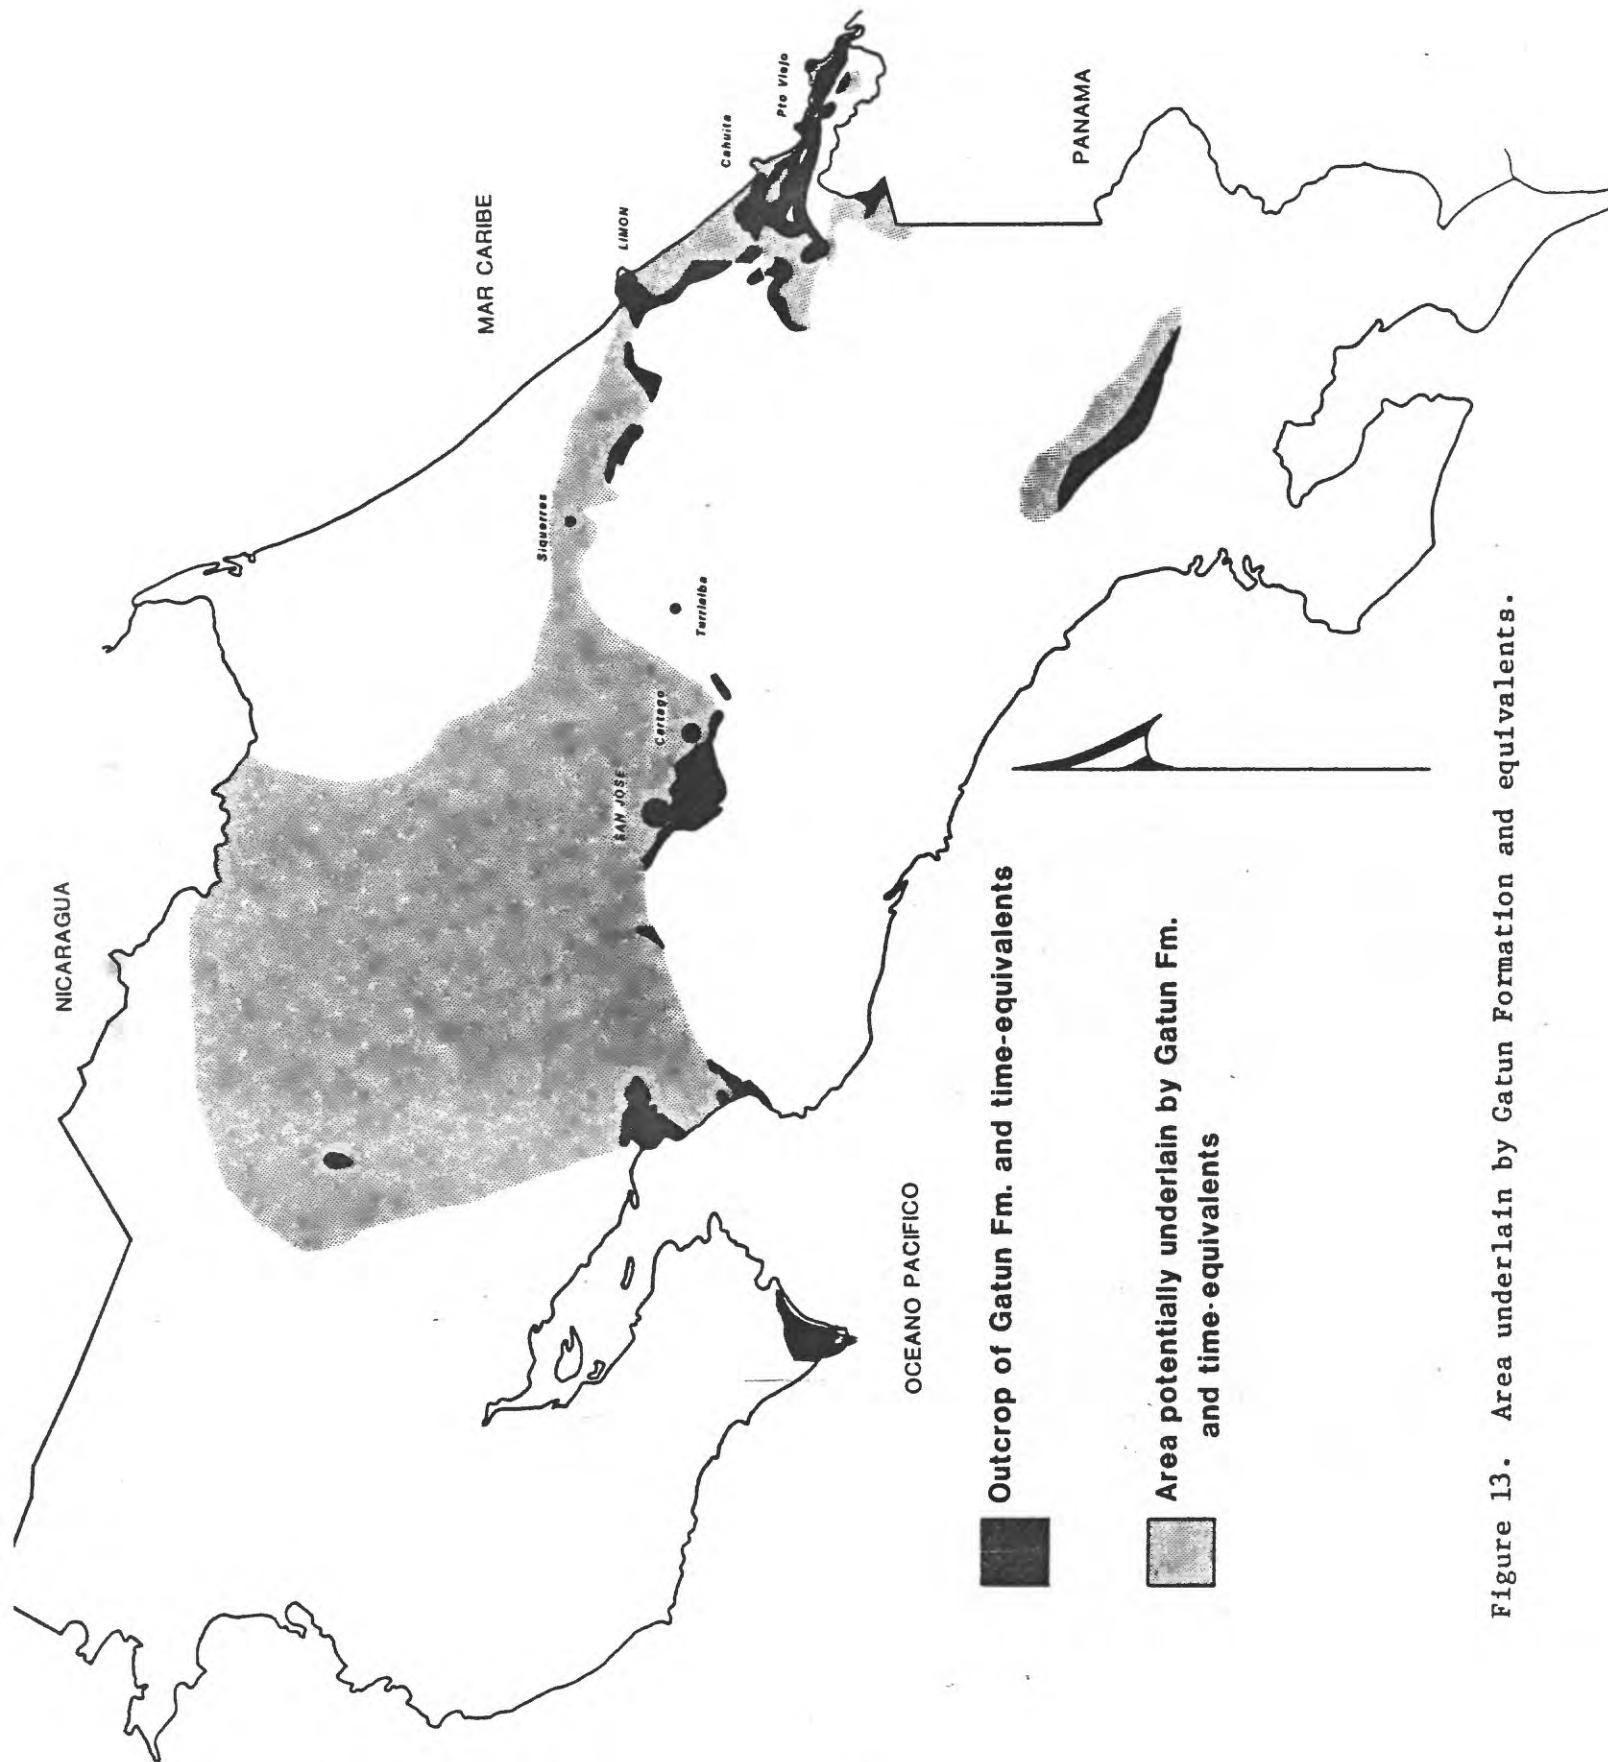 NICARAGUA
MAR CARIBE
LIMON
Cahuita
Pto Viejo
PANAMA
Siquerres
Turrialba
Cartago
SAN JOSE
OCEANO PACIFICO
Outcrop of Gatun Fm. and time-equivalents
Area potentially underlain by Gatun Fm.
and time-equivalents
Figure 13. Area underlain by Gatun Formation and equivalents.